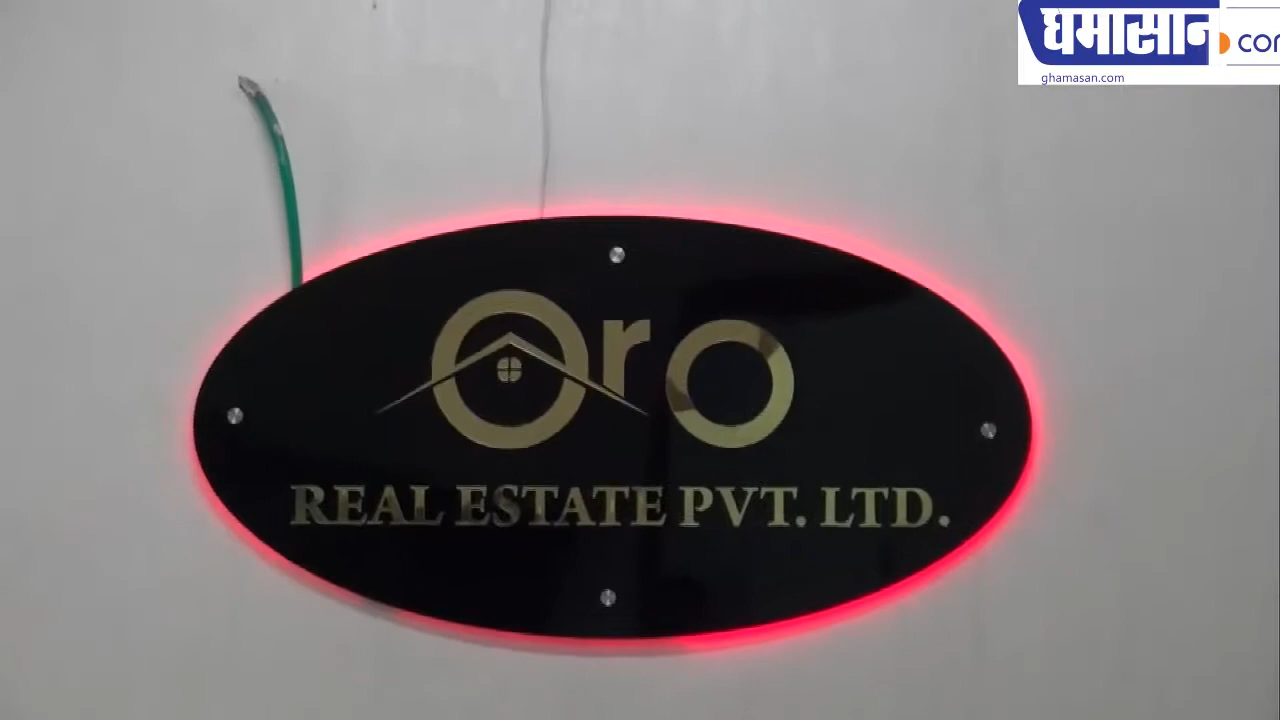 घमासान
com
ghamasan.com
Oro
REAL ESTATE PVT. LTD.